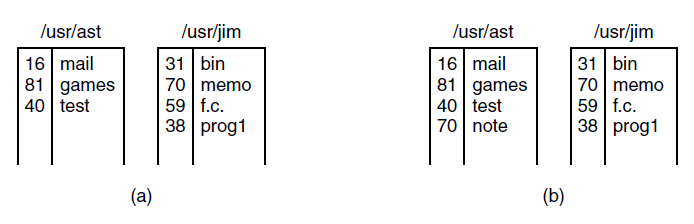 /usr/ast
16 mail
81 games
40 test
/usr/jim
31 bin
70 memo
59 f.c.
38 prog1
(a)
/usr/ast
16 mail
81 games
40 test
70 note
/usr/jim
31 bin
70 memo
59 f.c.
38 prog1
(b)